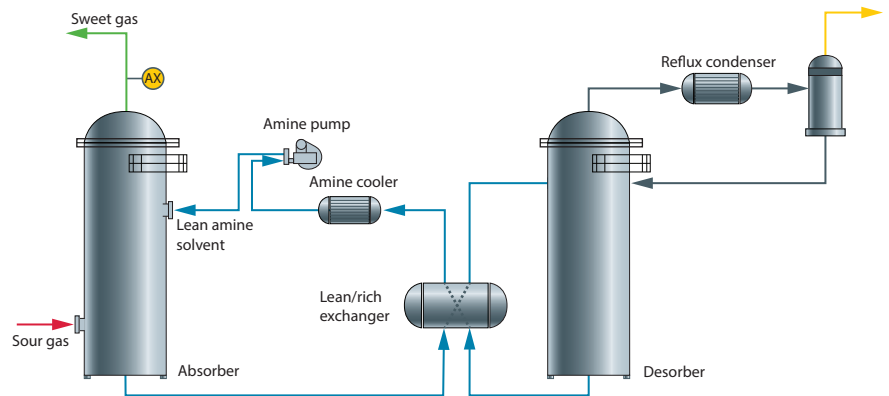 Sweet gas
AX
Reflux condenser
Amine pump
Amine cooler
Lean amine
solvent
Lean/rich
exchanger
Sour gas
Absorber
Desorber